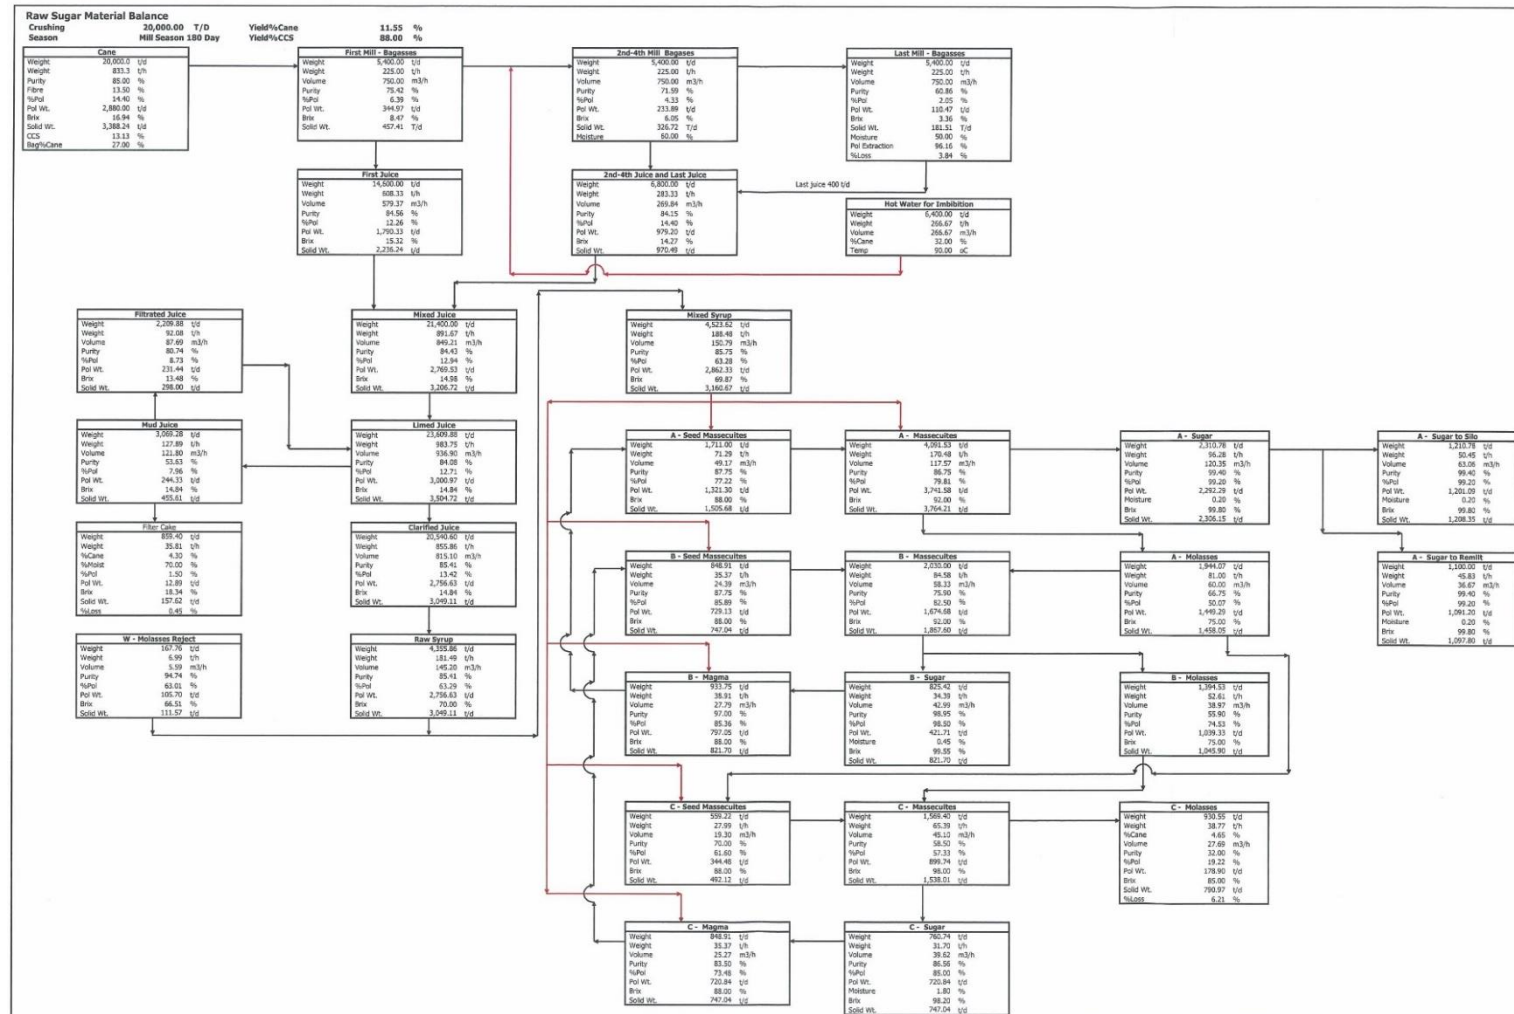 Raw Sugar Material Balance
Crushing 20,000.00 T/D Yield%Cane 11.55 %
Season Mill Season 180 Day Yield%CCS 88.00 %
Cane
Weight 20,000.0 t/d
Weight 833.3 t/h
Purity 85.00 %
Fibre 13.50 %
%Pol 14.40 %
Pol Wt. 2,880.00 t/d
Brix 16.94 %
Solid Wt. 3,388.24 t/d
CCS 13.13 %
Bag%Cane 27.00 %
First Mill - Bagasses
Weight 5,400.00 t/d
Weight 225.00 t/h
Volume 750.00 m3/h
Purity 75.42 %
%Pol 6.39 %
Pol Wt. 344.97 t/d
Brix 8.47 %
Solid Wt. 457.41 T/d
2nd-4th Mill Bagases
Weight 5,400.00 t/d
Weight 225.00 t/h
Volume 750.00 m3/h
Purity 71.59 %
%Pol 4.33 %
Pol Wt. 233.89 t/d
Brix 6.05 %
Solid Wt. 326.72 T/d
Moisture 60.00 %
Last Mill - Bagasses
Weight 5,400.00 t/d
Weight 225.00 t/h
Volume 750.00 m3/h
Purity 60.86 %
%Pol 2.05 %
Pol Wt. 110.47 t/d
Brix 3.36 %
Solid Wt. 181.51 T/d
Moisture 50.00 %
Pol Extraction 96.16 %
%Loss 3.84 %
First Juice
Weight 14,600.00 t/d
Weight 608.33 t/h
Volume 579.37 m3/h
Purity 84.56 %
%Pol 12.26 %
Pol Wt. 1,790.33 t/d
Brix 15.32 %
Solid Wt. 2,236.24 t/d
2nd-4th Juice and Last Juice
Weight 6,800.00 t/d
Weight 283.33 t/h
Volume 269.84 m3/h
Purity 84.15 %
%Pol 14.40 %
Pol Wt. 979.20 t/d
Brix 14.27 %
Solid Wt. 970.48 t/d
Last juice 400 t/d
Hot Water for Imbibition
Weight 6,400.00 t/d
Weight 266.67 t/h
Volume 266.67 m3/h
%Cane 32.00 %
Temp 90.00 oC
Filtrated Juice
Weight 2,209.88 t/d
Weight 92.08 t/h
Volume 87.69 m3/h
Purity 80.74 %
%Pol 8.73 %
Pol Wt. 231.44 t/d
Brix 13.48 %
Solid Wt. 298.00 t/d
Mixed Juice
Weight 21,400.00 t/d
Weight 891.67 t/h
Volume 849.21 m3/h
Purity 84.43 %
%Pol 12.94 %
Pol Wt. 2,769.53 t/d
Brix 14.98 %
Solid Wt. 3,206.72 t/d
Mixed Syrup
Weight 4,523.62 t/d
Weight 188.48 t/h
Volume 150.79 m3/h
Purity 85.75 %
%Pol 63.28 %
Pol Wt. 2,862.33 t/d
Brix 69.87 %
Solid Wt. 3,160.67 t/d
Mud Juice
Weight 3,069.28 t/d
Weight 127.89 t/h
Volume 121.80 m3/h
Purity 53.63 %
%Pol 7.96 %
Pol Wt. 244.33 t/d
Brix 14.84 %
Solid Wt. 455.61 t/d
Limed Juice
Weight 23,609.88 t/d
Weight 983.75 t/h
Volume 936.90 m3/h
Purity 84.08 %
%Pol 12.71 %
Pol Wt. 3,000.97 t/d
Brix 14.84 %
Solid Wt. 3,504.72 t/d
A - Seed Massecuites
Weight 1,711.00 t/d
Weight 71.29 t/h
Volume 49.17 m3/h
Purity 87.75 %
%Pol 77.22 %
Pol Wt. 1,321.30 t/d
Brix 88.00 %
Solid Wt. 1,505.68 t/d
A - Massecuites
Weight 4,091.53 t/d
Weight 170.48 t/h
Volume 117.57 m3/h
Purity 86.75 %
%Pol 79.81 %
Pol Wt. 3,741.58 t/d
Brix 92.00 %
Solid Wt. 3,764.21 t/d
A - Sugar
Weight 2,310.78 t/d
Weight 96.28 t/h
Volume 120.35 m3/h
Purity 99.40 %
%Pol 99.20 %
Pol Wt. 2,292.29 t/d
Moisture 0.20 %
Brix 99.80 %
Solid Wt. 2,306.15 t/d
A - Sugar to Silo
Weight 1,210.78 t/d
Weight 50.45 t/h
Volume 63.06 m3/h
Purity 99.40 %
%Pol 99.20 %
Pol Wt. 1,201.09 t/d
Moisture 0.20 %
Brix 99.80 %
Solid Wt. 1,208.35 t/d
Filter Cake
Weight 859.40 t/d
Weight 35.81 t/h
%Cane 4.30 %
%Moist 70.00 %
%Pol 1.50 %
Pol Wt. 12.89 t/d
Brix 18.34 %
Solid Wt. 157.62 t/d
%Loss 0.45 %
Clarified Juice
Weight 20,540.60 t/d
Weight 855.86 t/h
Volume 815.10 m3/h
Purity 85.41 %
%Pol 13.42 %
Pol Wt. 2,756.63 t/d
Brix 14.84 %
Solid Wt. 3,049.11 t/d
B - Seed Massecuites
Weight 848.91 t/d
Weight 35.37 t/h
Volume 24.39 m3/h
Purity 87.75 %
%Pol 85.89 %
Pol Wt. 729.13 t/d
Brix 88.00 %
Solid Wt. 747.04 t/d
B - Massecuites
Weight 2,030.00 t/d
Weight 84.58 t/h
Volume 58.33 m3/h
Purity 75.90 %
%Pol 82.50 %
Pol Wt. 1,674.68 t/d
Brix 92.00 %
Solid Wt. 1,867.60 t/d
A - Molasses
Weight 1,944.07 t/d
Weight 81.00 t/h
Volume 60.00 m3/h
Purity 66.75 %
%Pol 50.07 %
Pol Wt. 1,449.29 t/d
Brix 75.00 %
Solid Wt. 1,458.05 t/d
A - Sugar to Remlit
Weight 1,100.00 t/d
Weight 45.83 t/h
Volume 36.67 m3/h
Purity 99.40 %
%Pol 99.20 %
Pol Wt. 1,091.20 t/d
Moisture 0.20 %
Brix 99.80 %
Solid Wt. 1,097.80 t/d
W - Molasses Reject
Weight 167.76 t/d
Weight 6.99 t/h
Volume 5.59 m3/h
Purity 94.74 %
%Pol 63.01 %
Pol Wt. 105.70 t/d
Brix 66.51 %
Solid Wt. 111.57 t/d
Raw Syrup
Weight 4,355.86 t/d
Weight 181.49 t/h
Volume 145.20 m3/h
Purity 85.41 %
%Pol 63.29 %
Pol Wt. 2,756.63 t/d
Brix 70.00 %
Solid Wt. 3,049.11 t/d
B - Magma
Weight 933.75 t/d
Weight 38.91 t/h
Volume 27.79 m3/h
Purity 97.00 %
%Pol 85.36 %
Pol Wt. 797.05 t/d
Brix 88.00 %
Solid Wt. 821.70 t/d
B - Sugar
Weight 825.42 t/d
Weight 34.39 t/h
Volume 42.99 m3/h
Purity 98.95 %
%Pol 98.50 %
Pol Wt. 421.71 t/d
Moisture 0.45 %
Brix 99.55 %
Solid Wt. 821.70 t/d
B - Molasses
Weight 1,394.53 t/d
Weight 52.61 t/h
Volume 38.97 m3/h
Purity 55.90 %
%Pol 74.53 %
Pol Wt. 1,039.33 t/d
Brix 75.00 %
Solid Wt. 1,045.90 t/d
C - Seed Massecuites
Weight 559.22 t/d
Weight 27.99 t/h
Volume 19.30 m3/h
Purity 70.00 %
%Pol 61.60 %
Pol Wt. 344.48 t/d
Brix 88.00 %
Solid Wt. 492.12 t/d
C - Massecuites
Weight 1,569.40 t/d
Weight 65.39 t/h
Volume 45.10 m3/h
Purity 58.50 %
%Pol 57.33 %
Pol Wt. 899.74 t/d
Brix 98.00 %
Solid Wt. 1,538.01 t/d
C - Molasses
Weight 930.55 t/d
Weight 38.77 t/h
%Cane 4.65 %
Volume 27.69 m3/h
Purity 32.00 %
%Pol 19.22 %
Pol Wt. 178.90 t/d
Brix 85.00 %
Solid Wt. 790.97 t/d
%Loss 6.21 %
C - Magma
Weight 848.91 t/d
Weight 35.37 t/h
Volume 25.27 m3/h
Purity 83.50 %
%Pol 73.48 %
Pol Wt. 720.84 t/d
Brix 88.00 %
Solid Wt. 747.04 t/d
C - Sugar
Weight 760.74 t/d
Weight 31.70 t/h
Volume 39.62 m3/h
Purity 86.56 %
%Pol 85.00 %
Pol Wt. 720.84 t/d
Moisture 1.80 %
Brix 98.20 %
Solid Wt. 747.04 t/d